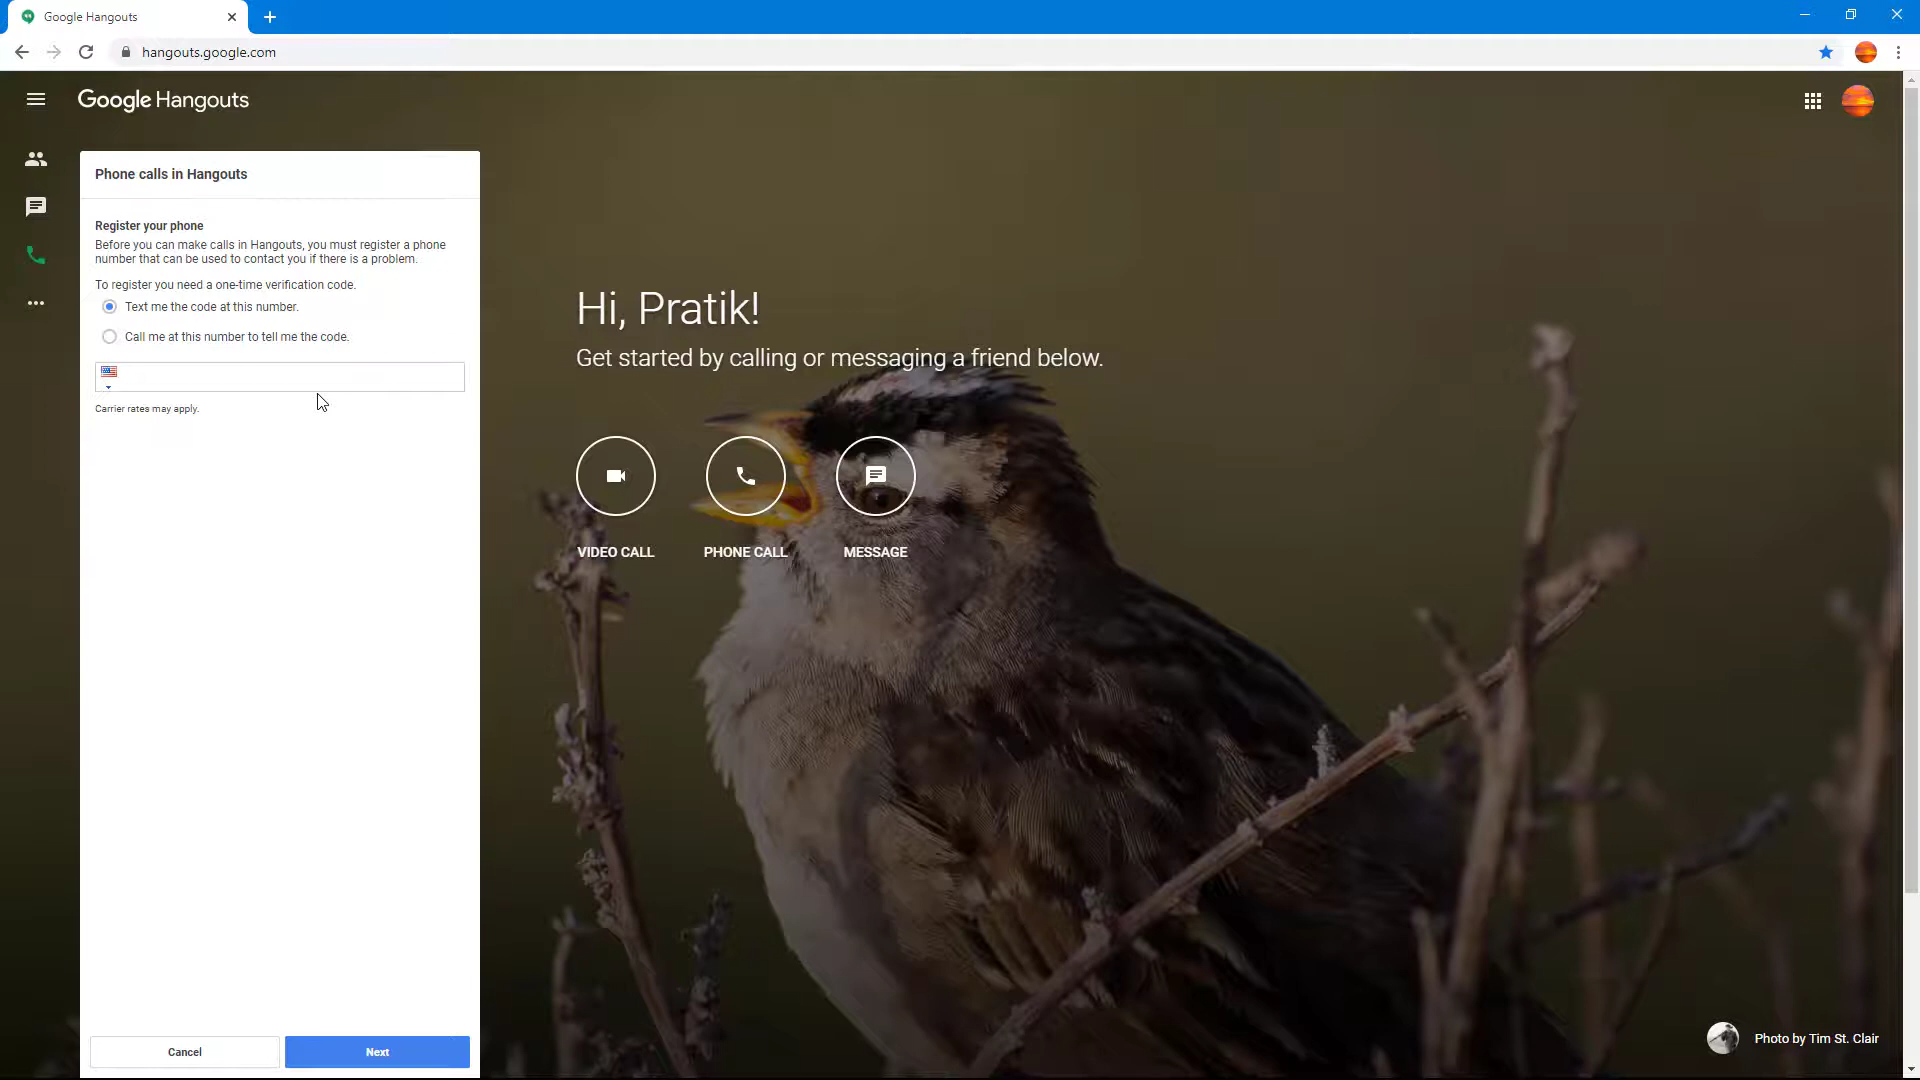 Google Hangouts
hangouts.google.com
Google Hangouts
Phone calls in Hangouts
Register your phone
Before you can make calls in Hangouts, you must register a phone
number that can be used to contact you if there is a problem.
To register you need a one-time verification code.
Text me the code at this number.
Call me at this number to tell me the code.
Carrier rates may apply.
Cancel
Next
Hi, Pratik!
Get started by calling or messaging a friend below.
VIDEO CALL
PHONE CALL
MESSAGE
Photo by Tim St. Clair